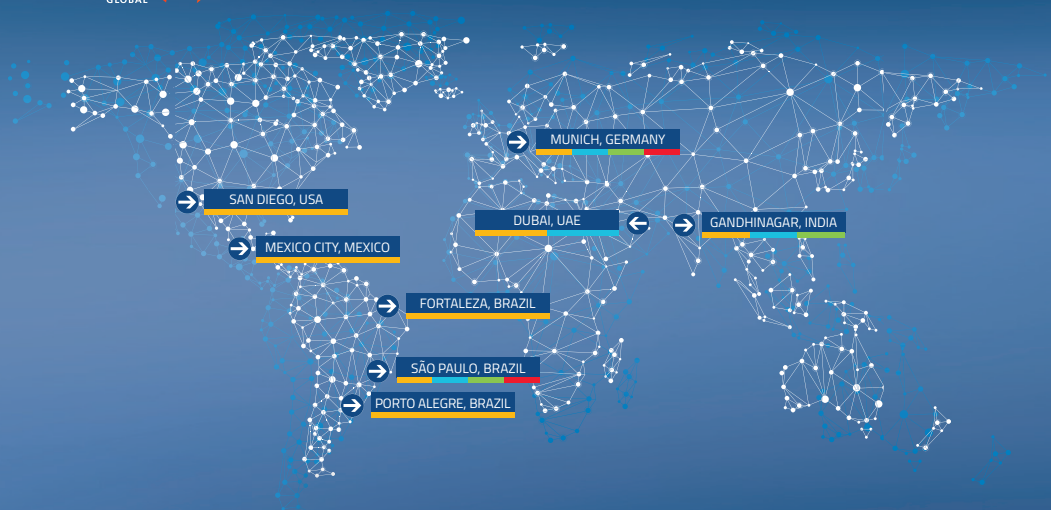 GLOBAL
MUNICH, GERMANY
SAN DIEGO, USA
DUBAI, UAE
GANDHINAGAR, INDIA
MEXICO CITY, MEXICO
FORTALEZA, BRAZIL
SÃO PAULO, BRAZIL
PORTO ALEGRE, BRAZIL